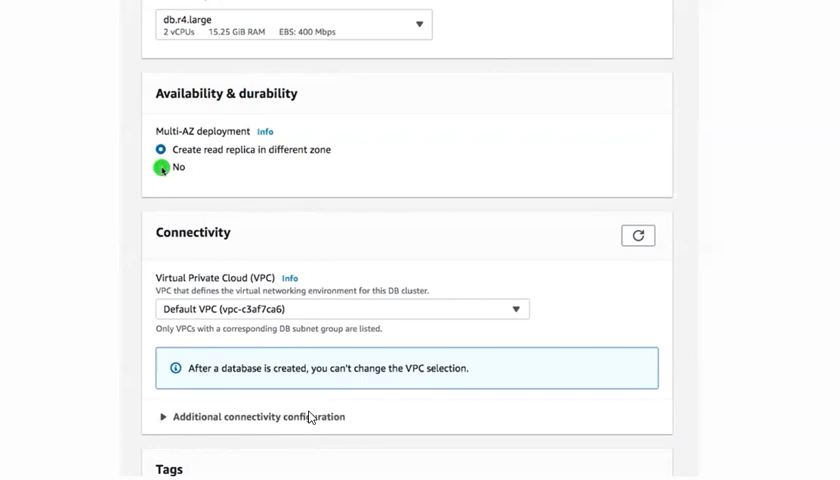 db.r4.large
2 vCPUs 15.25 GiB RAM EBS: 400 Mbps
Availability & durability
Multi-AZ deployment Info
Create read replica in different zone
No
Connectivity
Virtual Private Cloud (VPC) Info
VPC that defines the virtual networking environment for this DB cluster.
Default VPC (vpc-c3af7ca6)
Only VPCs with a corresponding DB subnet group are listed.
After a database is created, you can't change the VPC selection.
Additional connectivity configuration
Tags